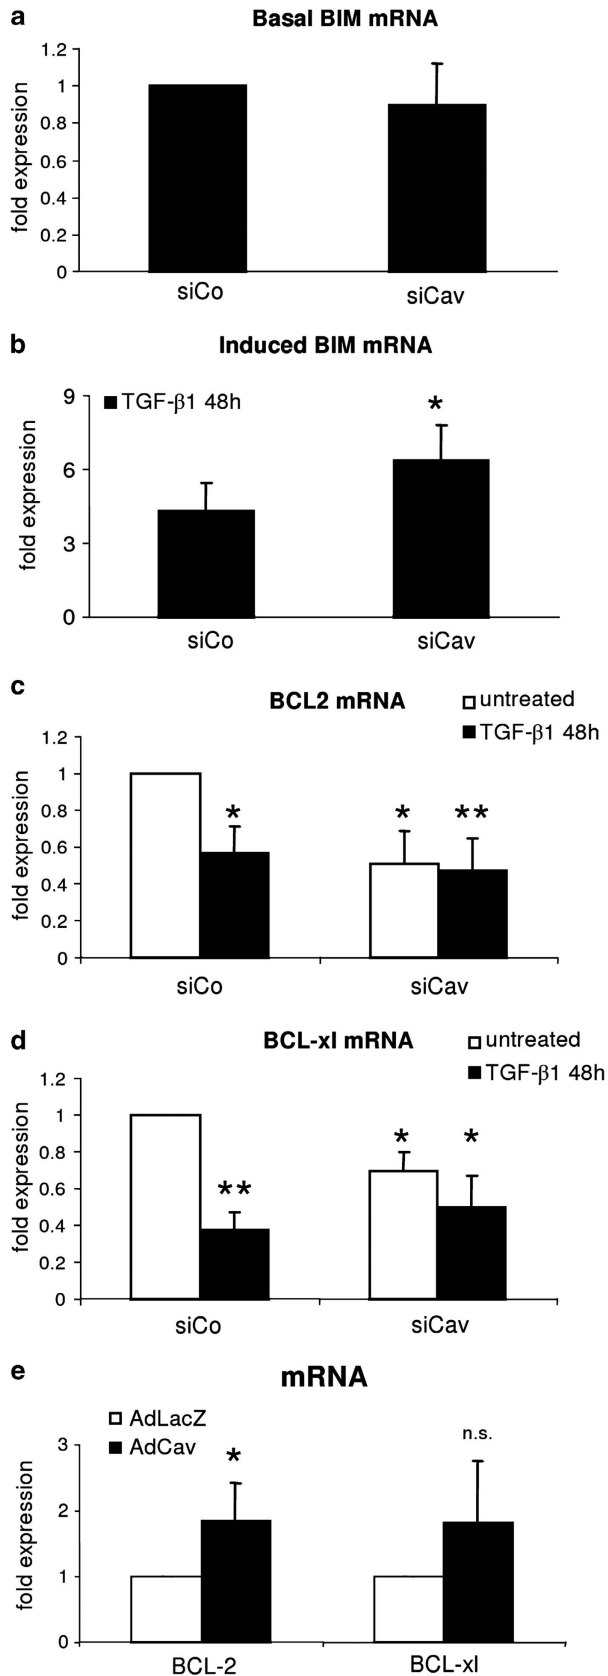 a
Basal BIM mRNA
fold expression
1.2
1
0.8
0.6
0.4
0.2
0
siCo siCav
b
Induced BIM mRNA
fold expression
9
6
3
0
TGF-β1 48h
*
siCo siCav
c
BCL2 mRNA
untreated
TGF-β1 48h
fold expression
1.2
1
0.8
0.6
0.4
0.2
0
* * **
siCo siCav
d
BCL-xl mRNA
untreated
TGF-β1 48h
fold expression
1.2
1
0.8
0.6
0.4
0.2
0
** * *
siCo siCav
e
mRNA
AdLacZ
AdCav
fold expression
3
2
1
0
* n.s.
BCL-2 BCL-xl